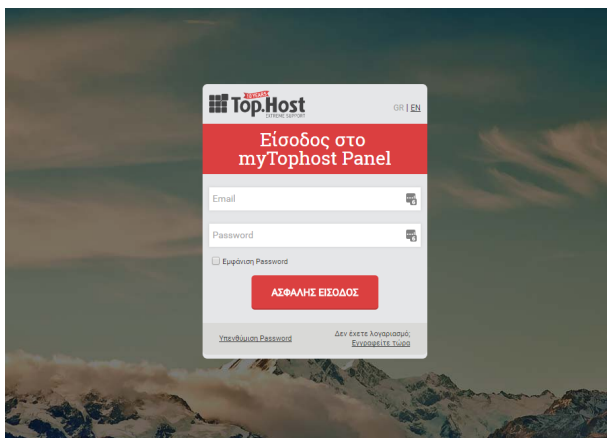 10 YEARS
Top.Host
EXTREME SUPPORT
GR | EN
Είσοδος στο
myTophost Panel
Email
Password
Εμφάνιση Password
ΑΣΦΑΛΗΣ ΕΙΣΟΔΟΣ
Υπενθύμιση Password
Δεν έχετε λογαριασμό;
Εγγραφείτε τώρα